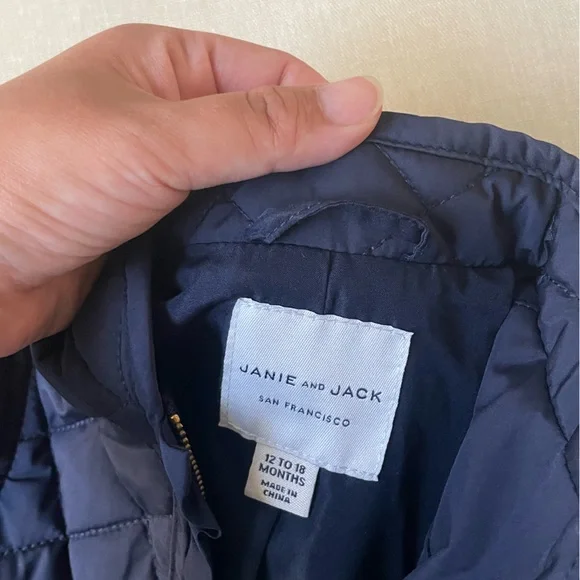 JANIE AND JACK
SAN FRANCISCO
12 TO 18
MONTHS
MADE IN
CHINA